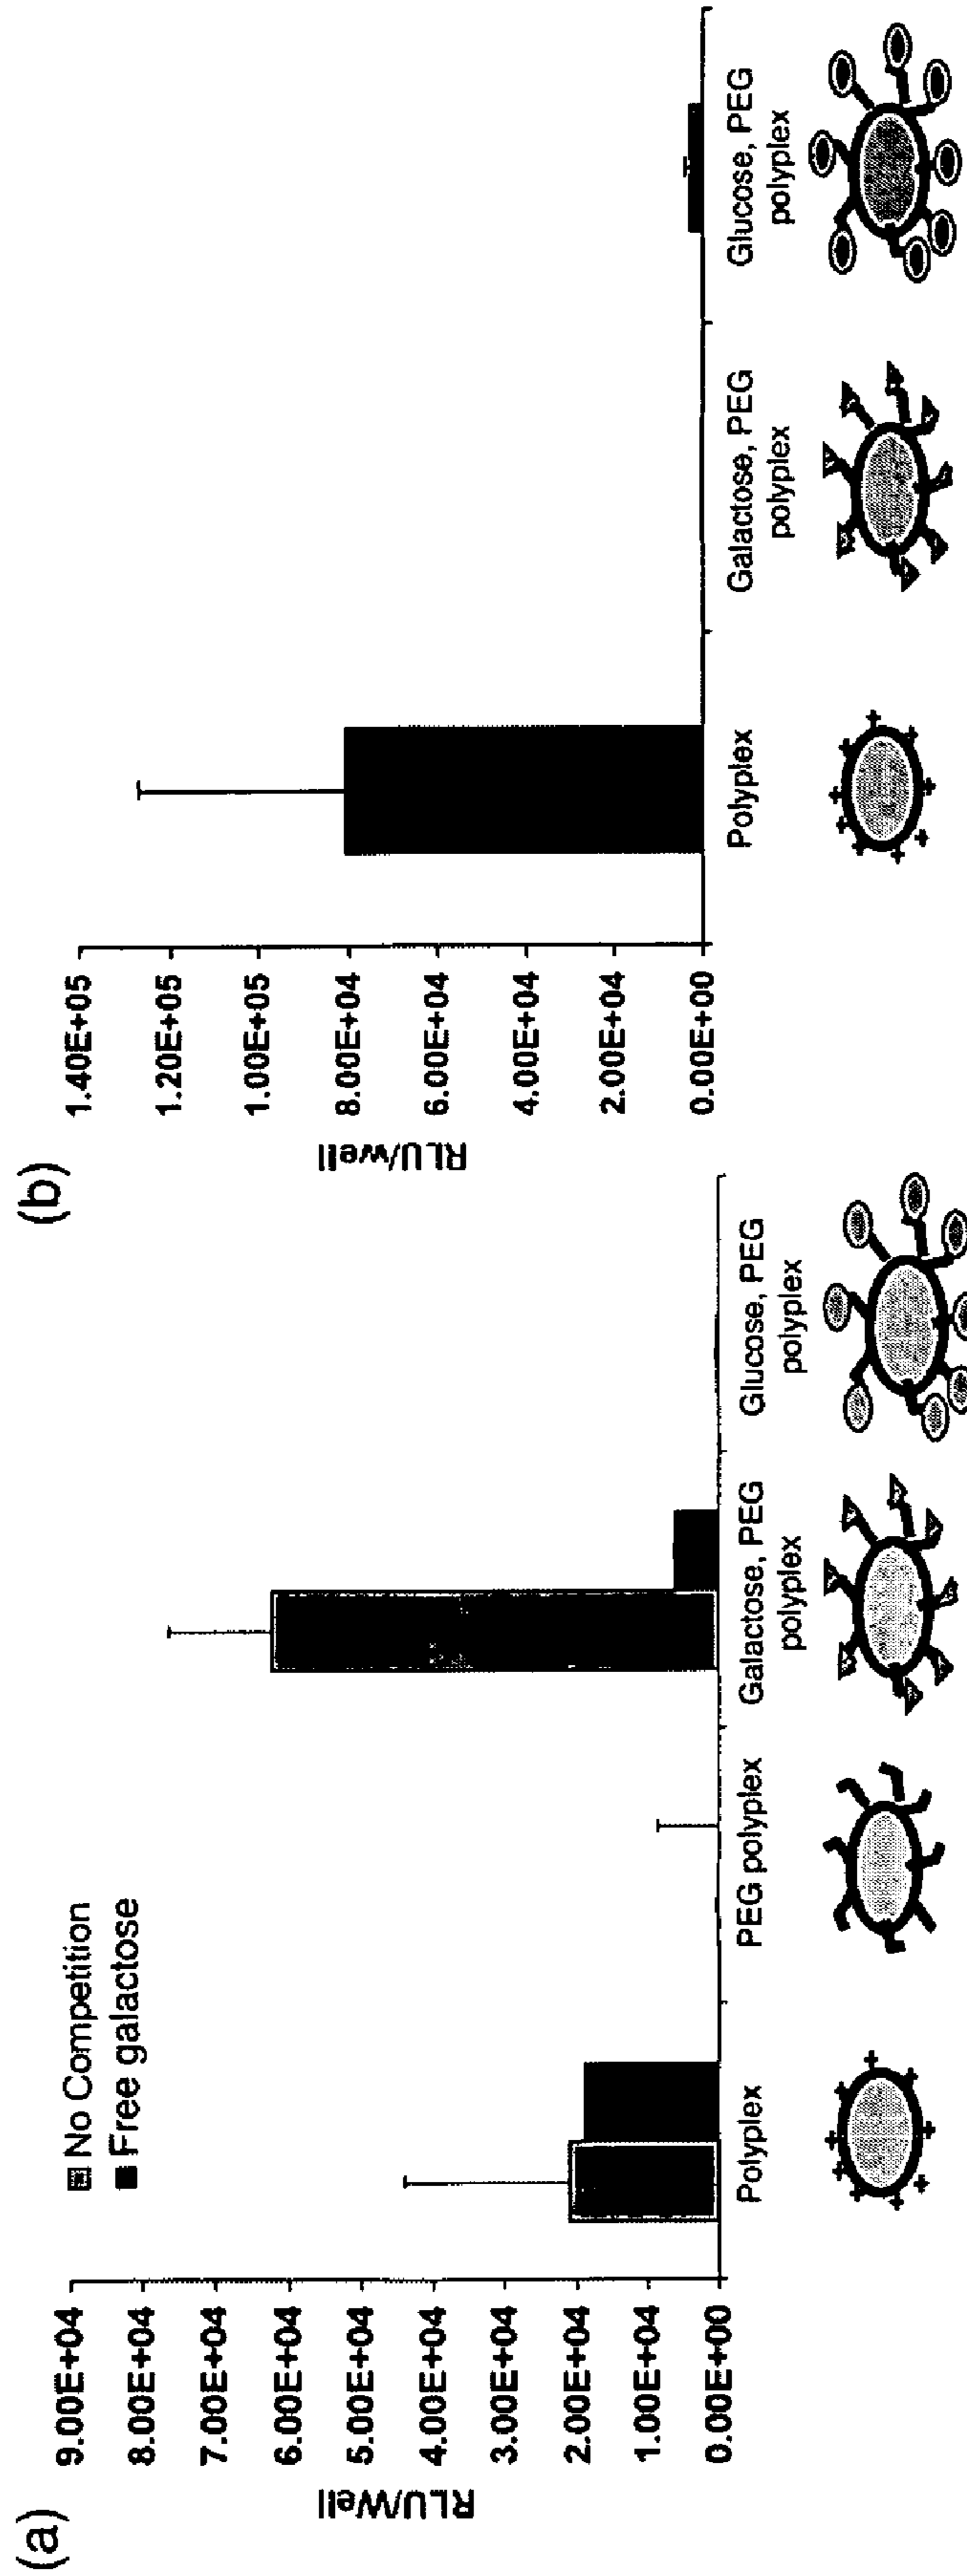 (a)
RLU/Well
9.00E+04
8.00E+04
7.00E+04
6.00E+04
5.00E+04
4.00E+04
3.00E+04
2.00E+04
1.00E+04
0.00E+00
No Competition
Free galactose
Polyplex
PEG polyplex
Galactose, PEG
polyplex
Glucose, PEG
polyplex
(b)
RLU/well
1.40E+05
1.20E+05
1.00E+05
8.00E+04
6.00E+04
4.00E+04
2.00E+04
0.00E+00
Polyplex
Galactose, PEG
polyplex
Glucose, PEG
polyplex